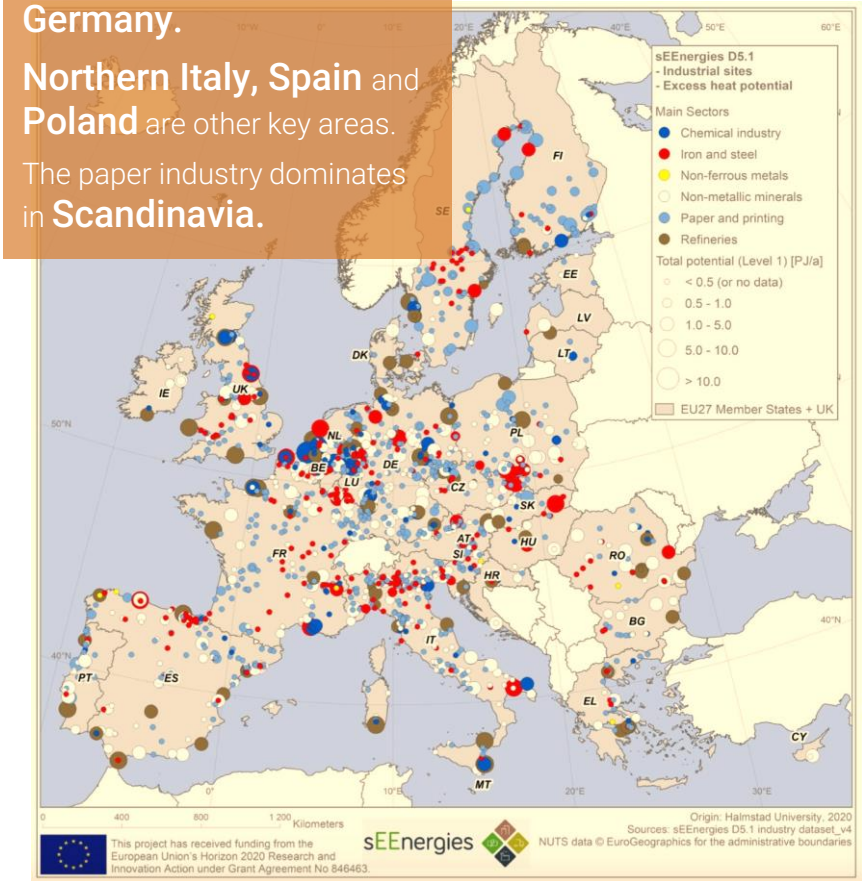 Germany.
Northern Italy, Spain and
Poland are other key areas.
The paper industry dominates
in Scandinavia.
10°W
0°
10°E
20°E
30°E
40°E
50°E
60°E
sEEnergies D5.1
- Industrial sites
- Excess heat potential
Main Sectors
Chemical industry
Iron and steel
Non-ferrous metals
Non-metallic minerals
Paper and printing
Refineries
Total potential (Level 1) [PJ/a]
< 0.5 (or no data)
0.5 - 1.0
1.0 - 5.0
5.0 - 10.0
> 10.0
EU27 Member States + UK
FI
SE
EE
LV
LT
DK
IE
UK
50°N
NL
PL
BE
DE
LU
CZ
SK
AT
HU
FR
SI
RO
HR
BG
IT
40°N
40°N
PT
ES
EL
CY
MT
0°
10°E
20°E
30°E
0
400
800
1 200
Kilometers
This project has received funding from the
European Union's Horizon 2020 Research and
Innovation Action under Grant Agreement No 846463.
sEEnergies
Origin: Halmstad University, 2020
Sources: sEEnergies D5.1 industry dataset_v4
NUTS data © EuroGeographics for the administrative boundaries